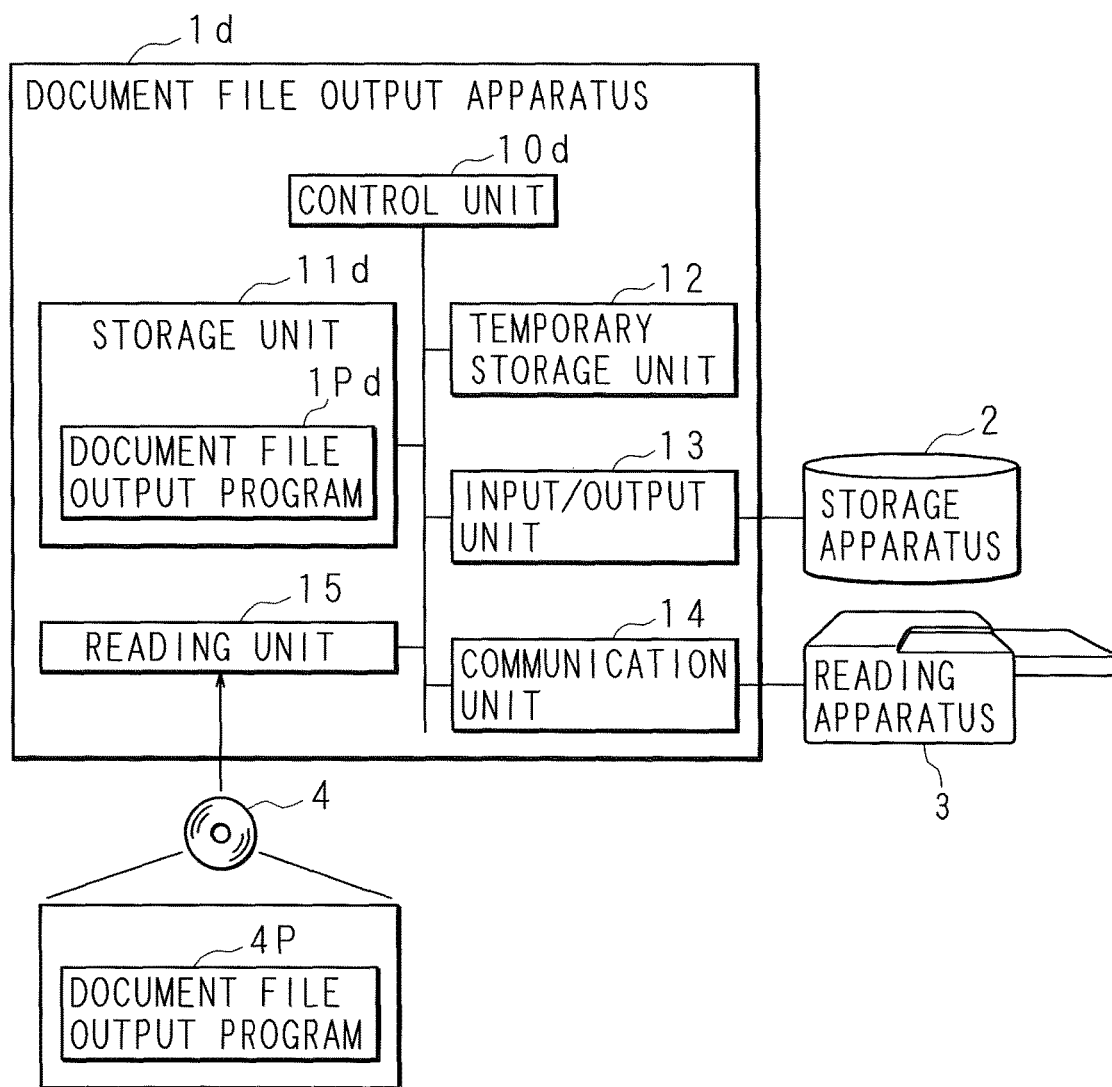 1d
DOCUMENT FILE OUTPUT APPARATUS
10d
CONTROL UNIT
11d
STORAGE UNIT
1Pd
DOCUMENT FILE
OUTPUT PROGRAM
12
TEMPORARY
STORAGE UNIT
13
INPUT/OUTPUT
UNIT
2
STORAGE
APPARATUS
15
READING UNIT
14
COMMUNICATION
UNIT
READING
APPARATUS
3
4
4P
DOCUMENT FILE
OUTPUT PROGRAM